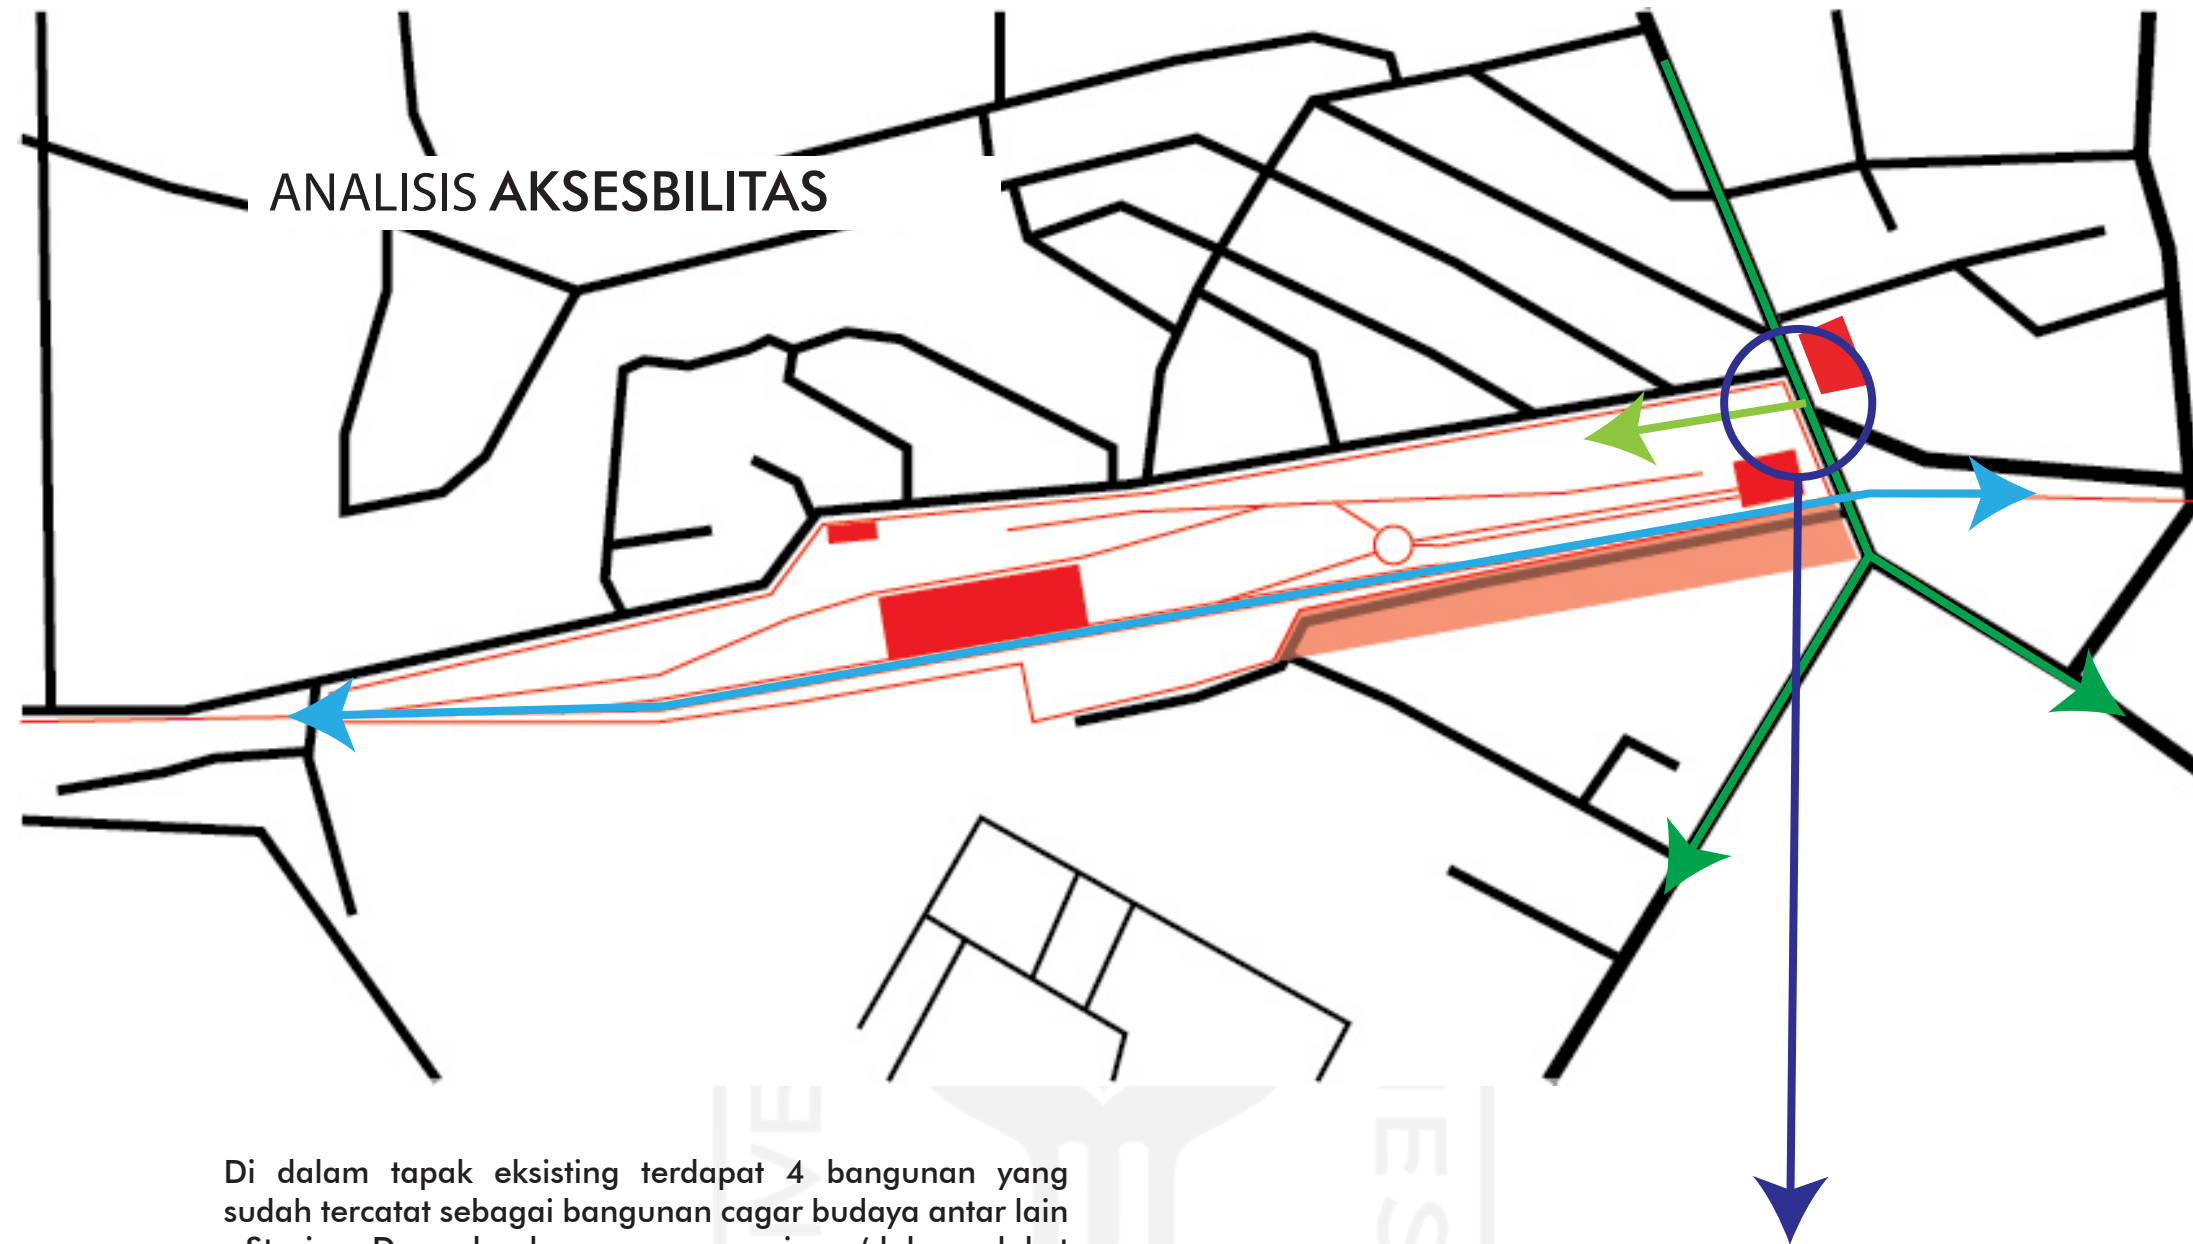 ANALISIS AKSESBILITAS
Di dalam tapak eksisting terdapat 4 bangunan yang
sudah tercatat sebagai bangunan cagar budaya antar lain